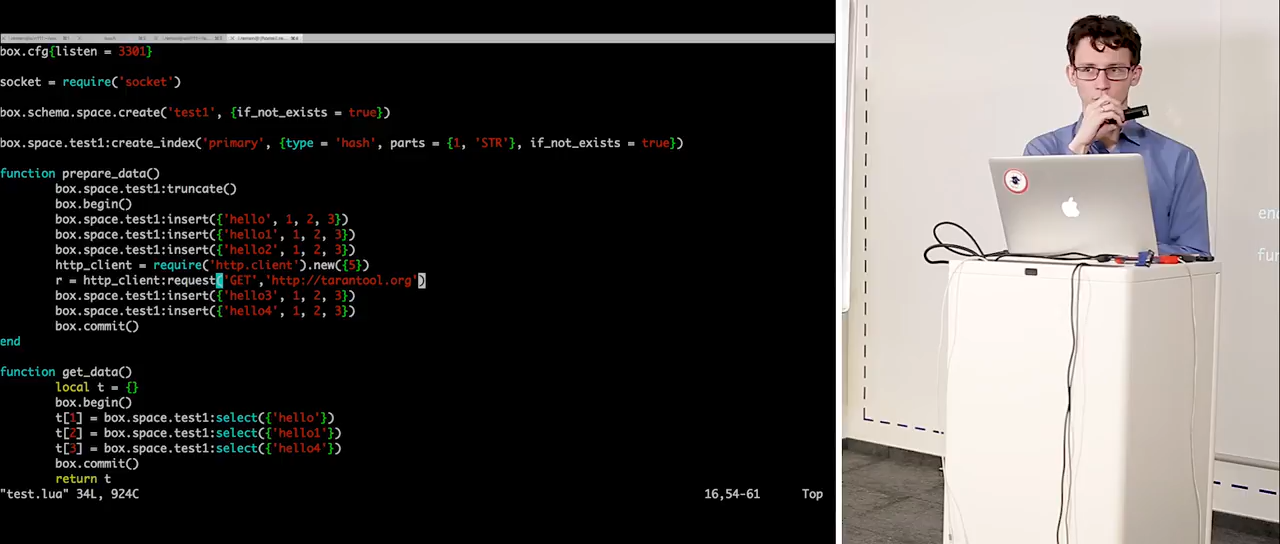 box.cfg{listen = 3301}
socket = require('socket')
box.schema.space.create('test1', {if_not_exists = true})
box.space.test1:create_index('primary', {type = 'hash', parts = {1, 'STR'}, if_not_exists = true})
function prepare_data()
box.space.test1:truncate()
box.begin()
box.space.test1:insert({'hello', 1, 2, 3})
box.space.test1:insert({'hello1', 1, 2, 3})
box.space.test1:insert({'hello2', 1, 2, 3})
http_client = require('http.client').new({5})
r = http_client:request('GET','http://tarantool.org')
box.space.test1:insert({'hello3', 1, 2, 3})
box.space.test1:insert({'hello4', 1, 2, 3})
box.commit()
end
function get_data()
local t = {}
box.begin()
t[1] = box.space.test1:select({'hello'})
t[2] = box.space.test1:select({'hello1'})
t[3] = box.space.test1:select({'hello4'})
box.commit()
return t
"test.lua" 34L, 924C 16,54-61 Top
en
fu